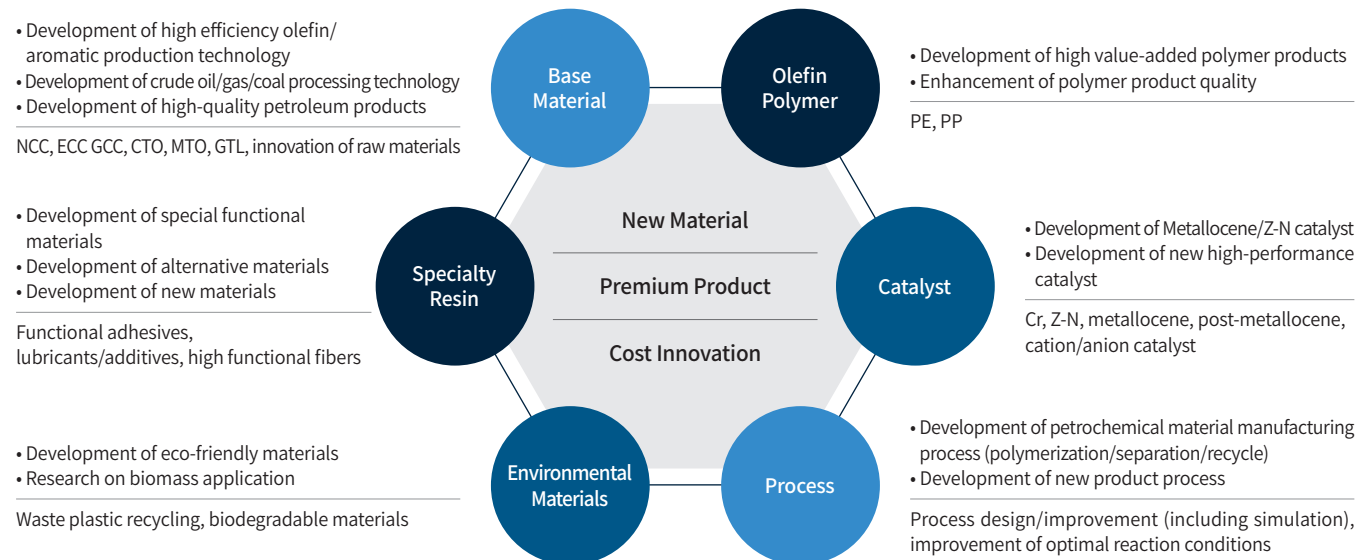 • Development of high efficiency olefin/
aromatic production technology
• Development of crude oil/gas/coal processing technology
• Development of high-quality petroleum products
NCC, ECC GCC, CTO, MTO, GTL, innovation of raw materials
Base
Material
Olefin
Polymer
• Development of high value-added polymer products
• Enhancement of polymer product quality
PE, PP
• Development of special functional
materials
• Development of alternative materials
• Development of new materials
Functional adhesives,
lubricants/additives, high functional fibers
Specialty
Resin
New Material
Premium Product
Cost Innovation
Catalyst
• Development of Metallocene/Z-N catalyst
• Development of new high-performance
catalyst
Cr, Z-N, metallocene, post-metallocene,
cation/anion catalyst
• Development of eco-friendly materials
• Research on biomass application
Waste plastic recycling, biodegradable materials
Environmental
Materials
Process
• Development of petrochemical material manufacturing
process (polymerization/separation/recycle)
• Development of new product process
Process design/improvement (including simulation),
improvement of optimal reaction conditions